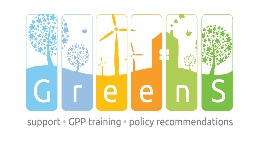 GreenS
support • GPP training • policy recommendations